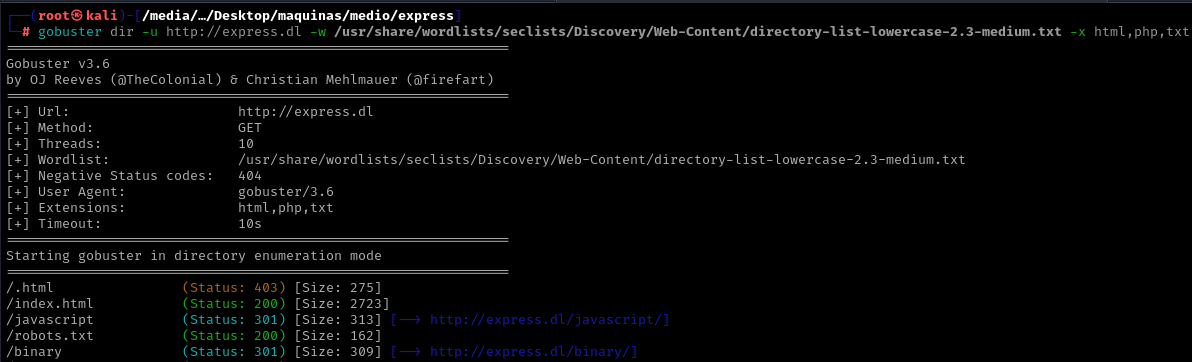 ┌──(root㉿kali)-[/media/…/Desktop/maquinas/medio/express]
└─# gobuster dir -u http://express.dl -w /usr/share/wordlists/seclists/Discovery/Web-Content/directory-list-lowercase-2.3-medium.txt -x html,php,txt
===============================================================
Gobuster v3.6
by OJ Reeves (@TheColonial) & Christian Mehlmauer (@firefart)
===============================================================
[+] Url:                     http://express.dl
[+] Method:                  GET
[+] Threads:                 10
[+] Wordlist:                /usr/share/wordlists/seclists/Discovery/Web-Content/directory-list-lowercase-2.3-medium.txt
[+] Negative Status codes:   404
[+] User Agent:              gobuster/3.6
[+] Extensions:              html,php,txt
[+] Timeout:                 10s
===============================================================
Starting gobuster in directory enumeration mode
===============================================================
/.html                (Status: 403) [Size: 275]
/index.html           (Status: 200) [Size: 2723]
/javascript           (Status: 301) [Size: 313] [--> http://express.dl/javascript/]
/robots.txt           (Status: 200) [Size: 162]
/binary               (Status: 301) [Size: 309] [--> http://express.dl/binary/]